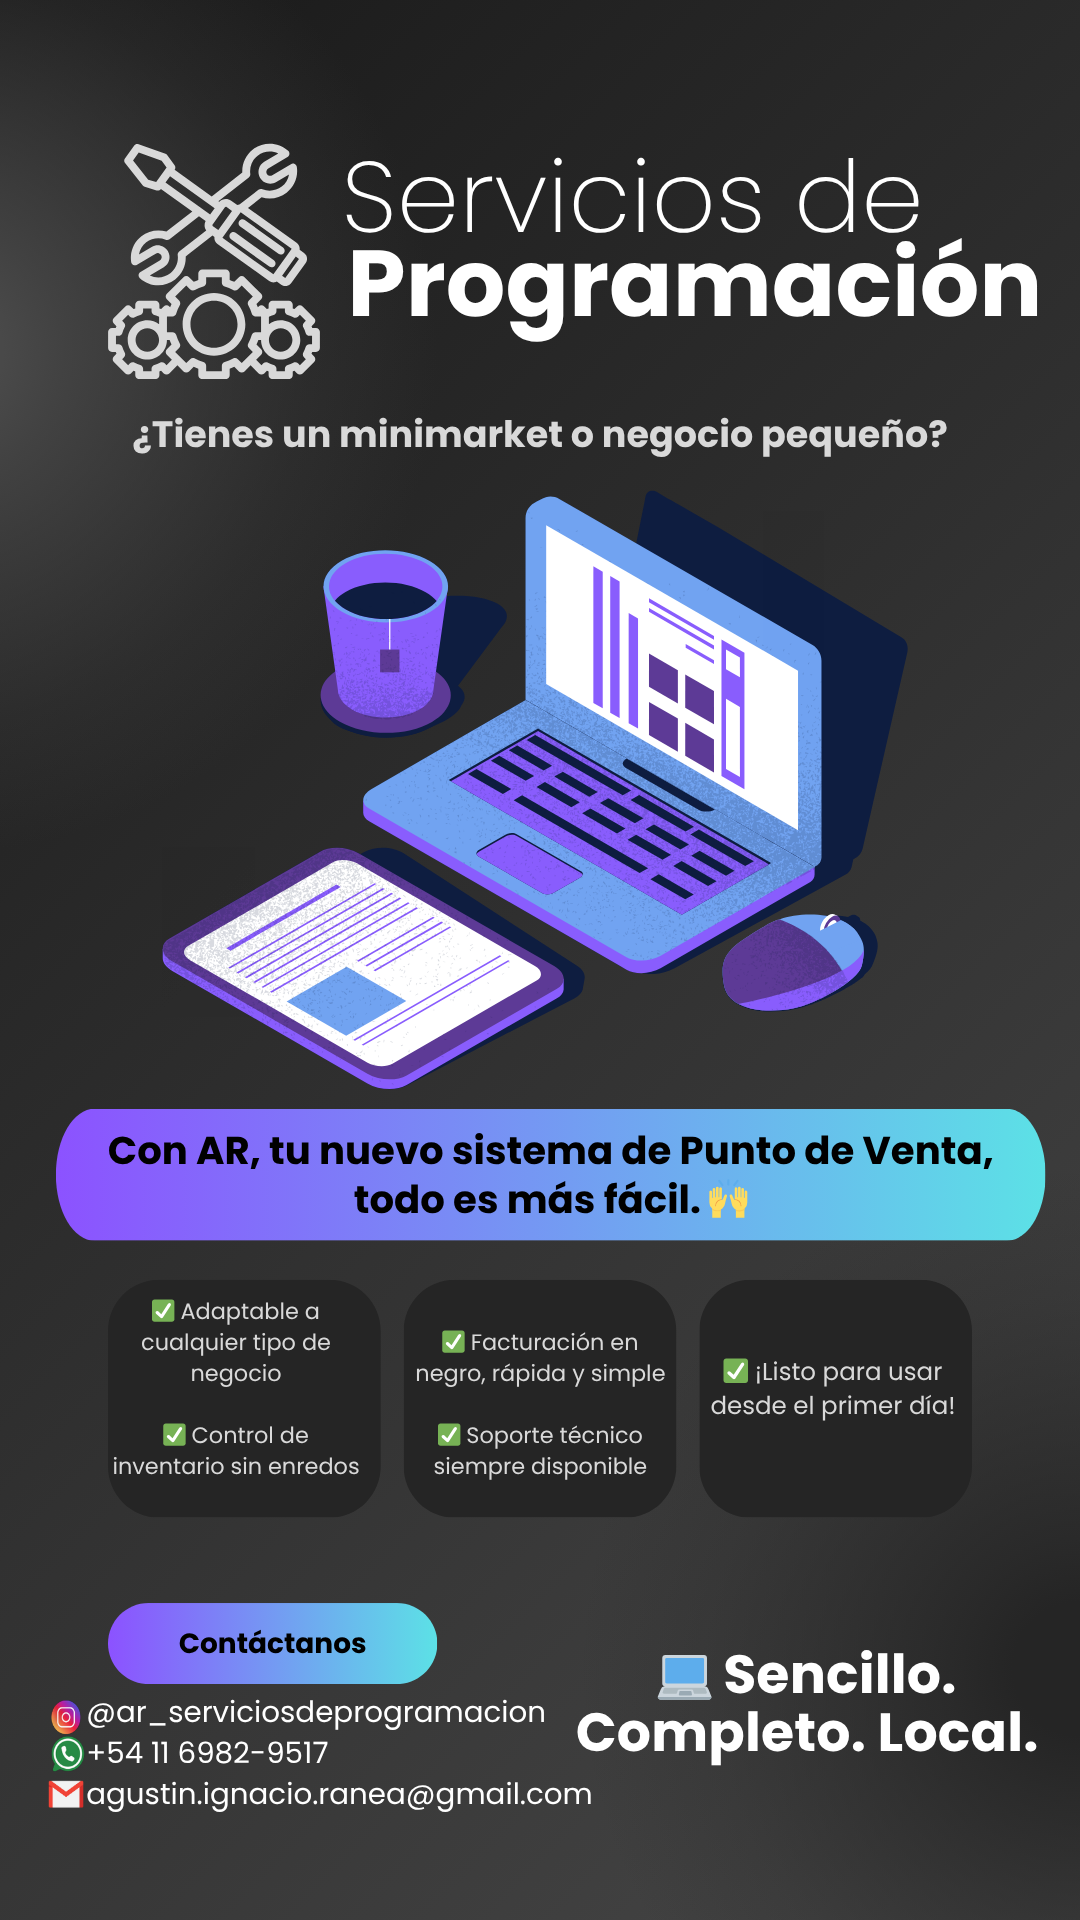 Servicios de
Programación
¿Tienes un minimarket o negocio pequeño?
Con AR, tu nuevo sistema de Punto de Venta,
todo es más fácil. 🙌
✅ Adaptable a
cualquier tipo de
negocio
✅ Control de
inventario sin enredos
✅ Facturación en
negro, rápida y simple
✅ Soporte técnico
siempre disponible
✅ ¡Listo para usar
desde el primer día!
Contáctanos
@ar_serviciosdeprogramacion
+54 11 6982-9517
agustin.ignacio.ranea@gmail.com
💻 Sencillo.
Completo. Local.